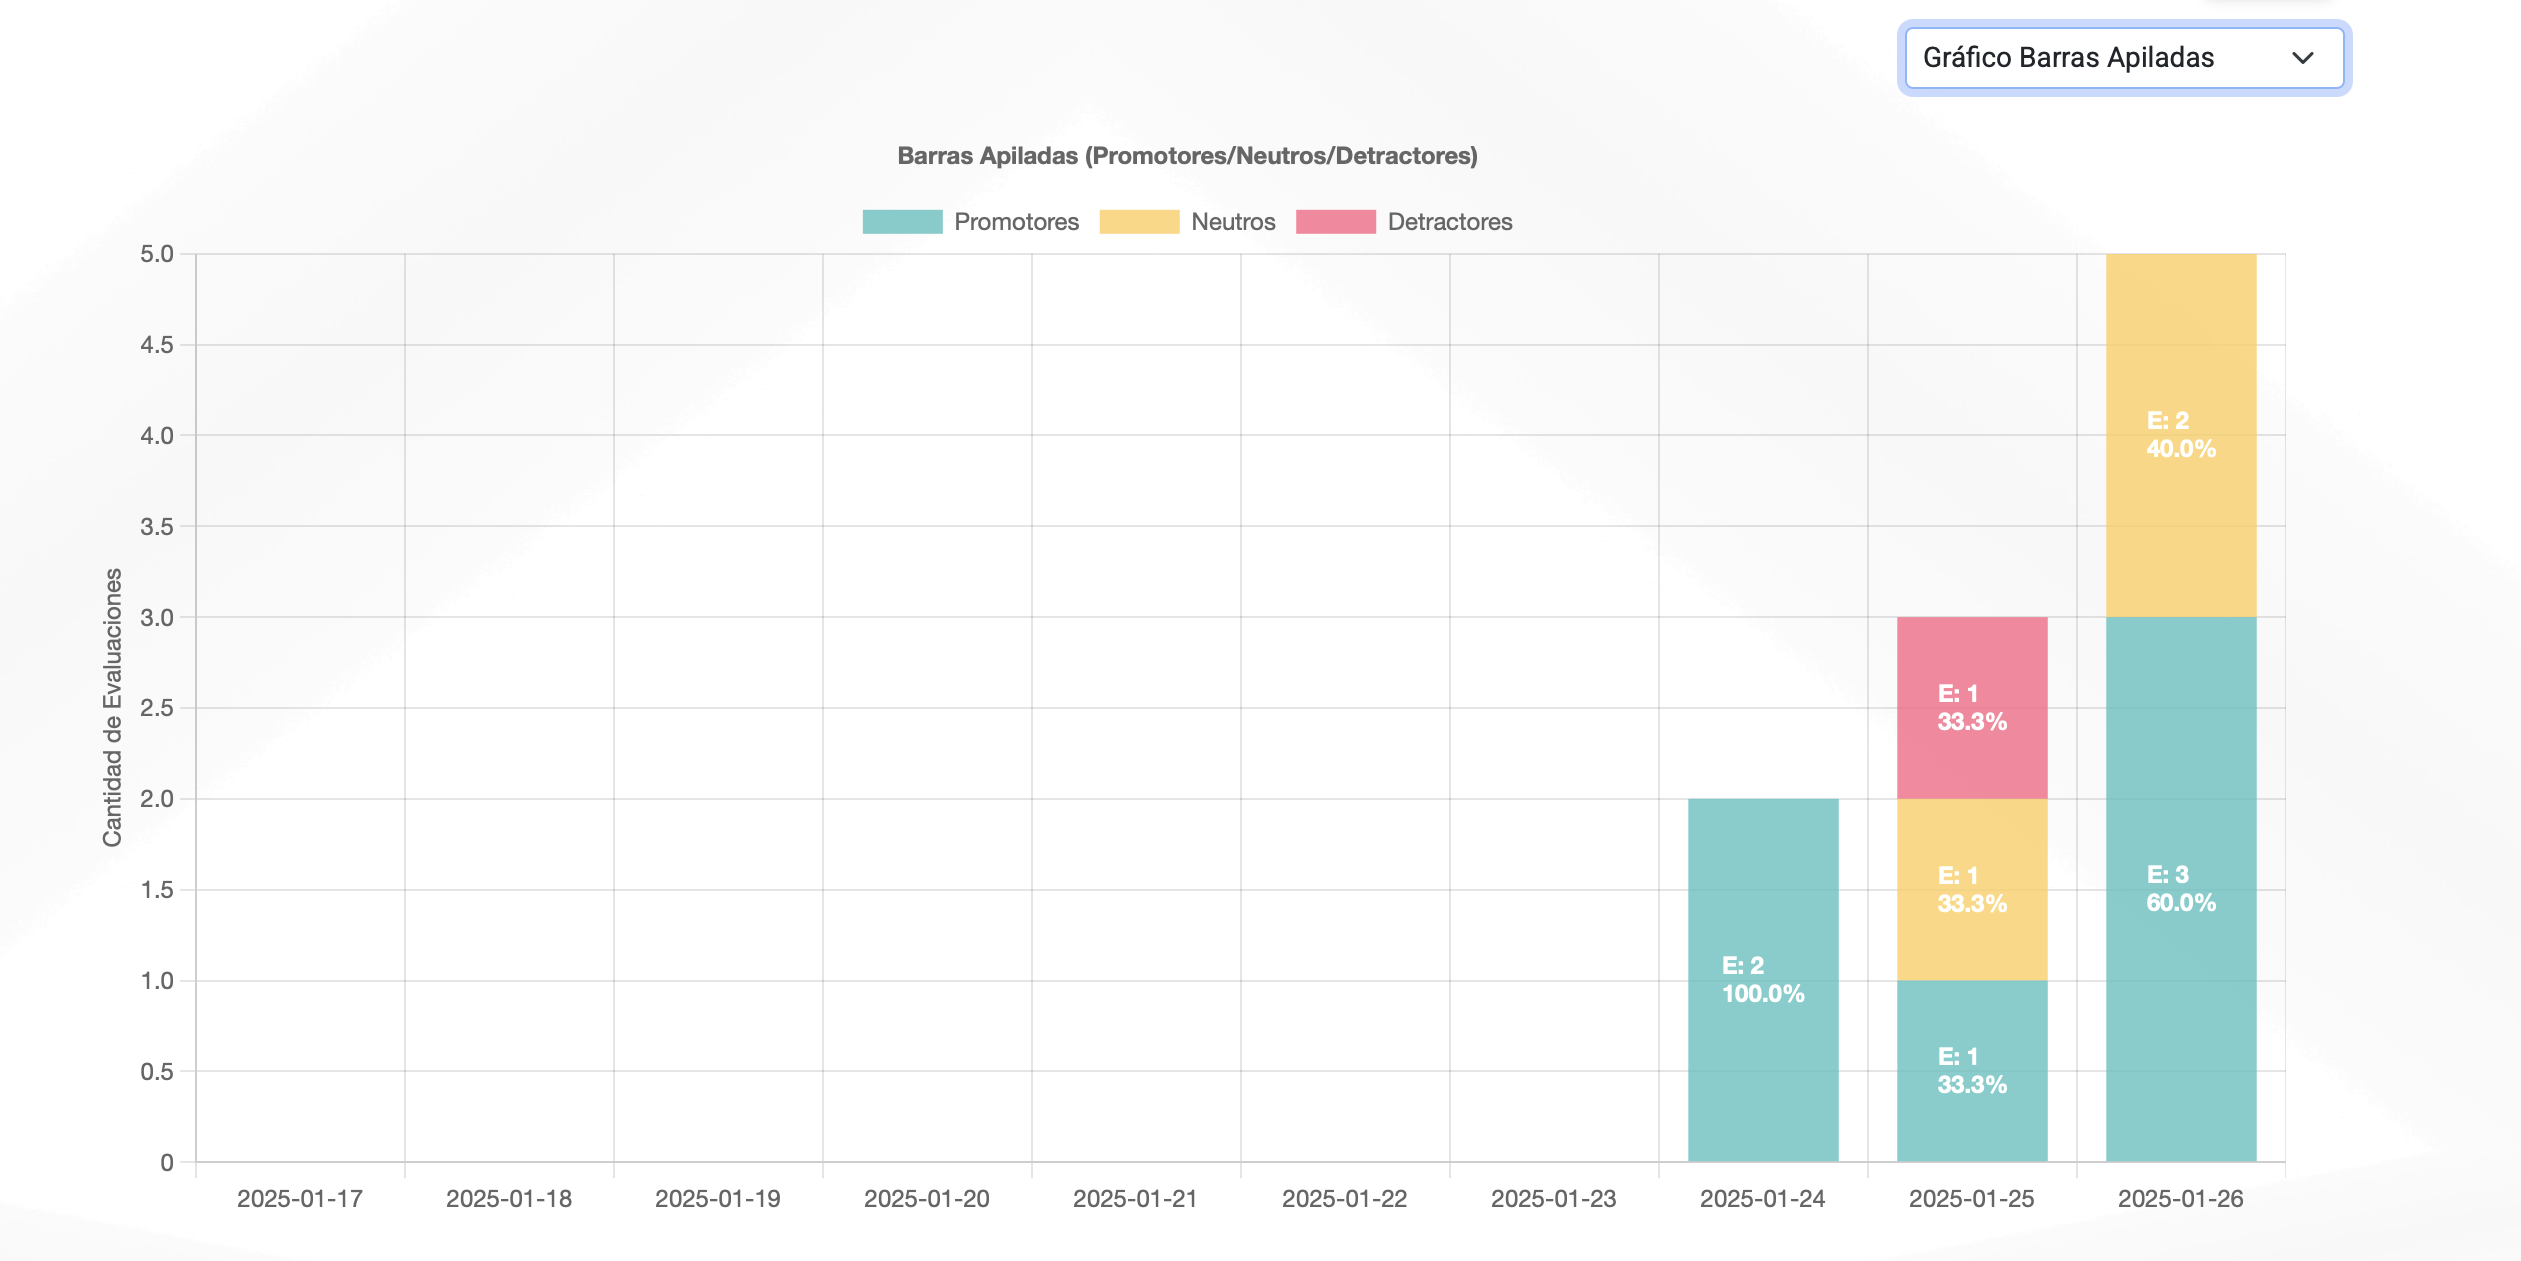 Gráfico Barras Apiladas
Barras Apiladas (Promotores/Neutros/Detractores)
Promotores Neutros Detractores
Cantidad de Evaluaciones
5.0
4.5
4.0
3.5
3.0
2.5
2.0
1.5
1.0
0.5
0
E: 2
100.0%
E: 1
33.3%
E: 1
33.3%
E: 1
33.3%
E: 2
40.0%
E: 3
60.0%
2025-01-17 2025-01-18 2025-01-19 2025-01-20 2025-01-21 2025-01-22 2025-01-23 2025-01-24 2025-01-25 2025-01-26